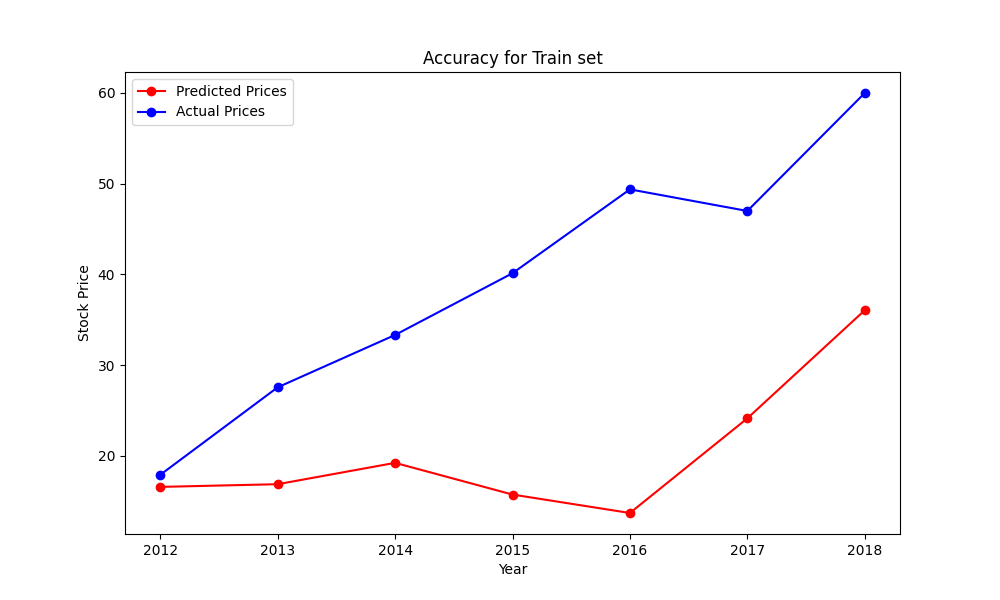 Accuracy for Train set
Predicted Prices
Actual Prices
60
50
40
30
20
Stock Price
2012 2013 2014 2015 2016 2017 2018
Year